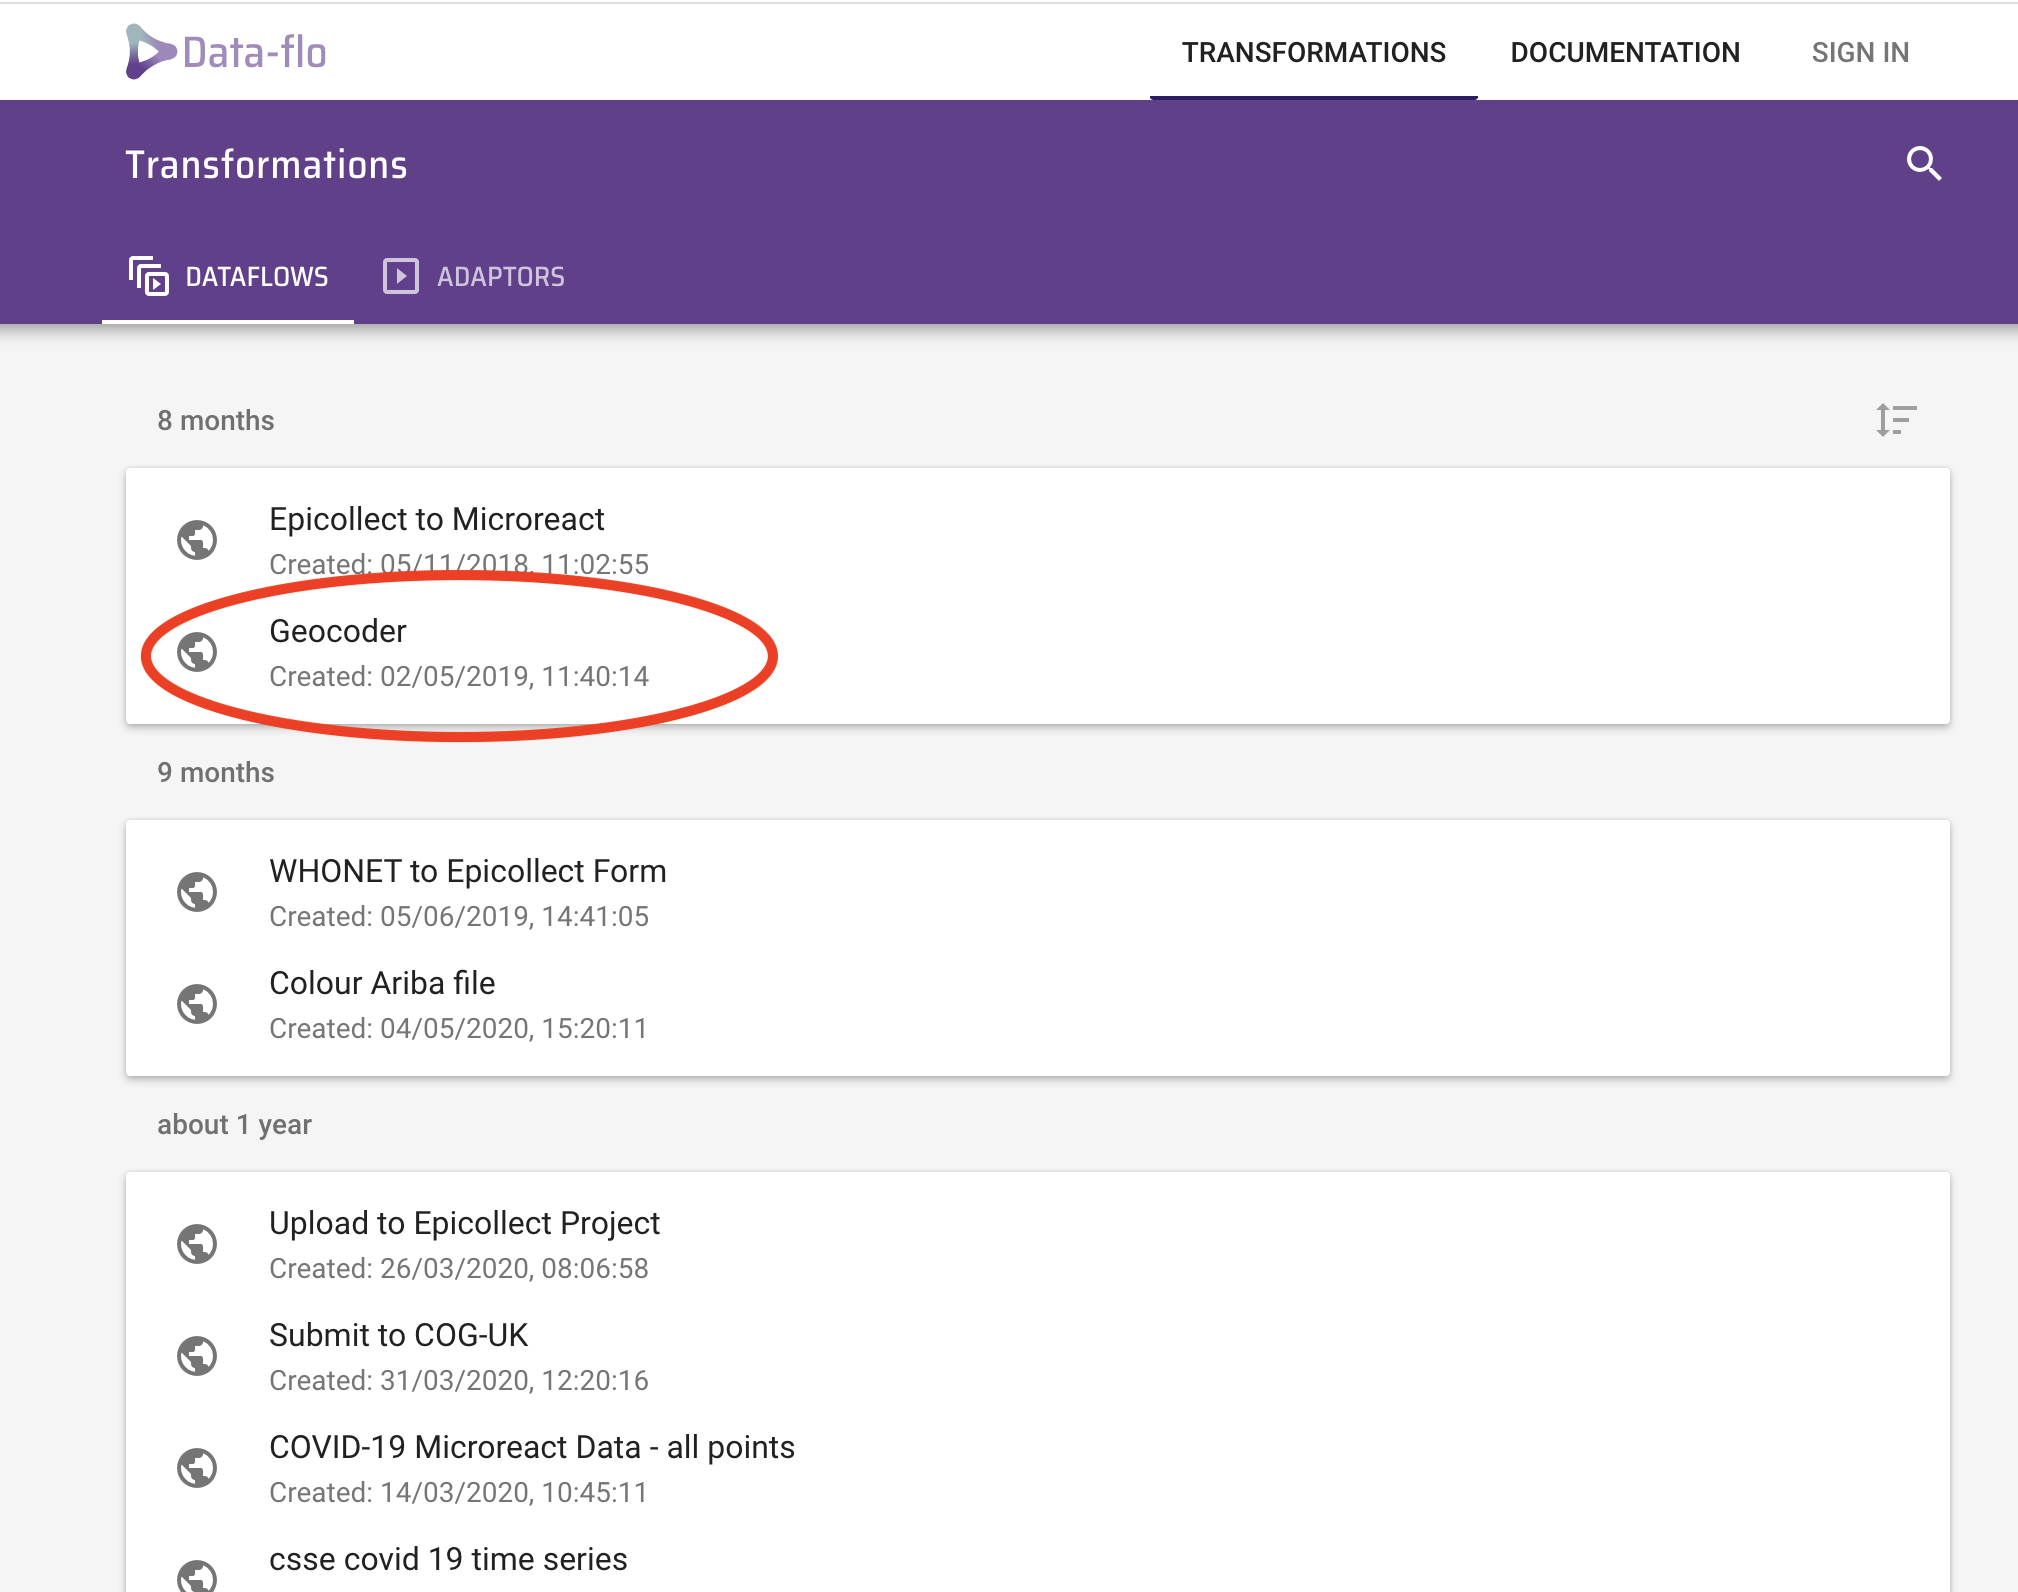 Data-flo
TRANSFORMATIONS
DOCUMENTATION
SIGN IN
Transformations
DATAFLOWS
ADAPTORS
8 months
Epicollect to Microreact
Created: 05/11/2018, 11:02:55
Geocoder
Created: 02/05/2019, 11:40:14
9 months
WHONET to Epicollect Form
Created: 05/06/2019, 14:41:05
Colour Ariba file
Created: 04/05/2020, 15:20:11
about 1 year
Upload to Epicollect Project
Created: 26/03/2020, 08:06:58
Submit to COG-UK
Created: 31/03/2020, 12:20:16
COVID-19 Microreact Data - all points
Created: 14/03/2020, 10:45:11
csse covid 19 time series